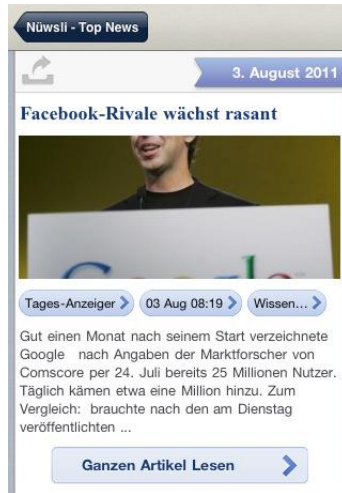 Nüwsli - Top News
3. August 2011
Facebook-Rivale wächst rasant
Google
Tages-Anzeiger
03 Aug 08:19
Wissen...
Gut einen Monat nach seinem Start verzeichnete
Google nach Angaben der Marktforscher von
Comscore per 24. Juli bereits 25 Millionen Nutzer.
Täglich kämen etwa eine Million hinzu. Zum
Vergleich: brauchte nach den am Dienstag
veröffentlichten ...
Ganzen Artikel Lesen